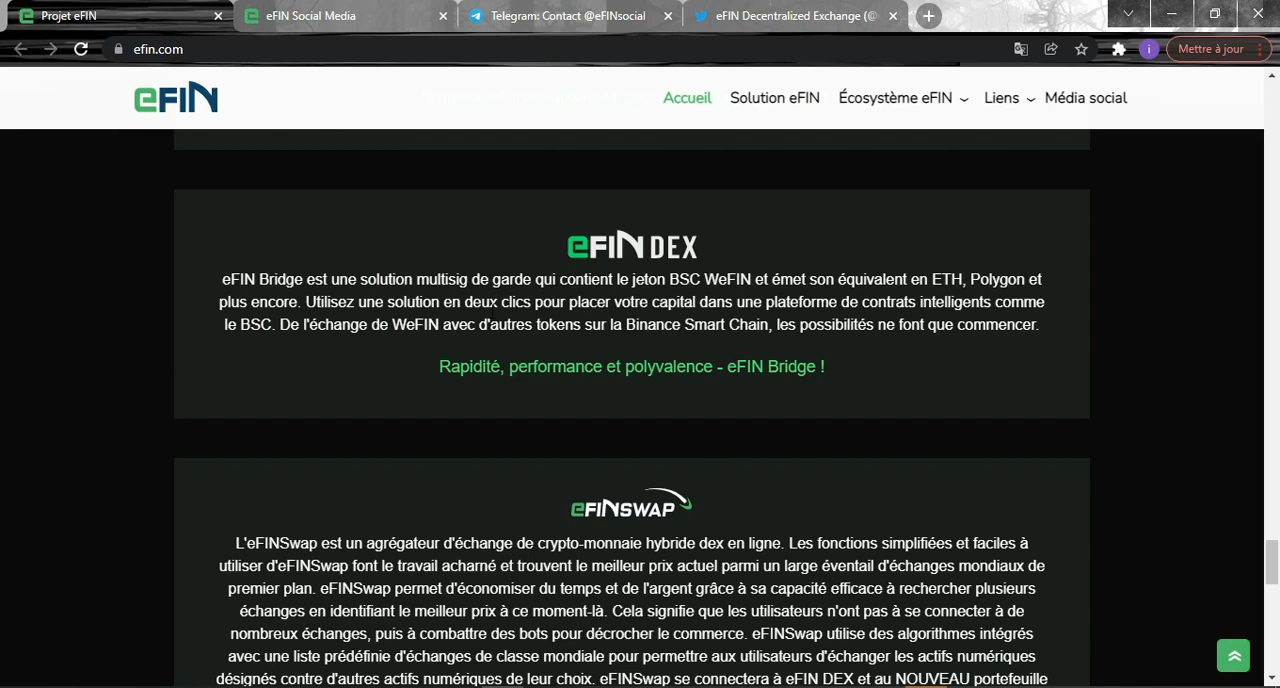 Projet eFIN
eFIN Social Media
Telegram: Contact @eFINsocial
eFIN Decentralized Exchange (@
efin.com
Mettre à jour
eFIN
Accueil
Solution eFIN
Écosystème eFIN
Liens
Média social
eFIN DEX
eFIN Bridge est une solution multisig de garde qui contient le jeton BSC WeFIN et émet son équivalent en ETH, Polygon et
plus encore. Utilisez une solution en deux clics pour placer votre capital dans une plateforme de contrats intelligents comme
le BSC. De l'échange de WeFIN avec d'autres tokens sur la Binance Smart Chain, les possibilités ne font que commencer.
Rapidité, performance et polyvalence - eFIN Bridge !
eFINSWAP
L'eFINSwap est un agrégateur d'échange de crypto-monnaie hybride dex en ligne. Les fonctions simplifiées et faciles à
utiliser d'eFINSwap font le travail acharné et trouvent le meilleur prix actuel parmi un large éventail d'échanges mondiaux de
premier plan. eFINSwap permet d'économiser du temps et de l'argent grâce à sa capacité efficace à rechercher plusieurs
échanges en identifiant le meilleur prix à ce moment-là. Cela signifie que les utilisateurs n'ont pas à se connecter à de
nombreux échanges, puis à combattre des bots pour décrocher le commerce. eFINSwap utilise des algorithmes intégrés
avec une liste prédéfinie d'échanges de classe mondiale pour permettre aux utilisateurs d'échanger les actifs numériques
désignés contre d'autres actifs numériques de leur choix. eFINSwap se connectera à eFIN DEX et au NOUVEAU portefeuille